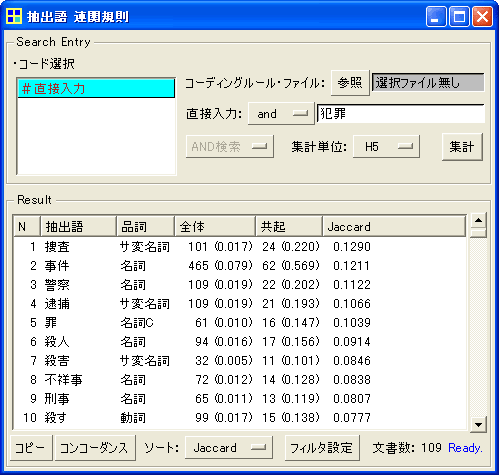 抽出語 連関規則
Search Entry
・コード選択
＃直接入力
コーディングルール・ファイル: 参照 選択ファイル無し
直接入力: and 犯罪
AND検索 集計単位: H5 集計
Result
N 抽出語 品詞 全体 共起 Jaccard
1 捜査 サ変名詞 101 (0.017) 24 (0.220) 0.1290
2 事件 名詞 465 (0.079) 62 (0.569) 0.1211
3 警察 名詞 109 (0.019) 22 (0.202) 0.1122
4 逮捕 サ変名詞 109 (0.019) 21 (0.193) 0.1066
5 罪 名詞C 61 (0.010) 16 (0.147) 0.1039
6 殺人 名詞 94 (0.016) 17 (0.156) 0.0914
7 殺害 サ変名詞 32 (0.005) 11 (0.101) 0.0846
8 不祥事 名詞 72 (0.012) 14 (0.128) 0.0838
9 刑事 名詞 65 (0.011) 13 (0.119) 0.0807
10 殺す 動詞 99 (0.017) 15 (0.138) 0.0777
コピー コンコーダンス ソート: Jaccard フィルタ設定 文書数: 109 Ready.